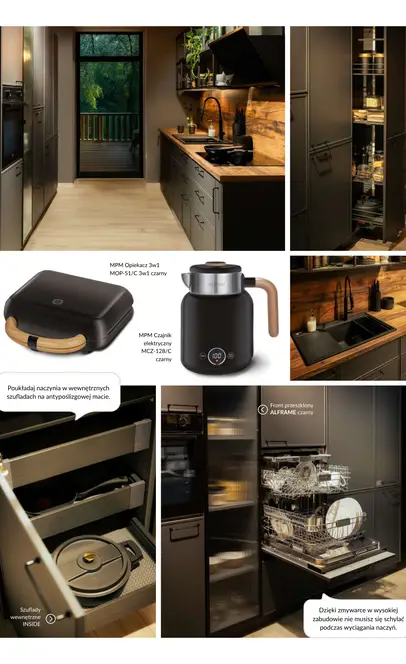 MPM Opiekacz 3w1
MOP-51/C 3w1 czarny
MPM Czajnik
elektryczny
MCZ-128/C
czarny
100
Poukładaj naczynia w wewnętrznych
szufladach na antypoślizgowej macie.
Front przeszklony
ALFRAME czarny
Szuflady
wewnętrzne
INSIDE
Dzięki zmywarce w wysokiej
zabudowie nie musisz się schylać
podczas wyciągania naczyń.